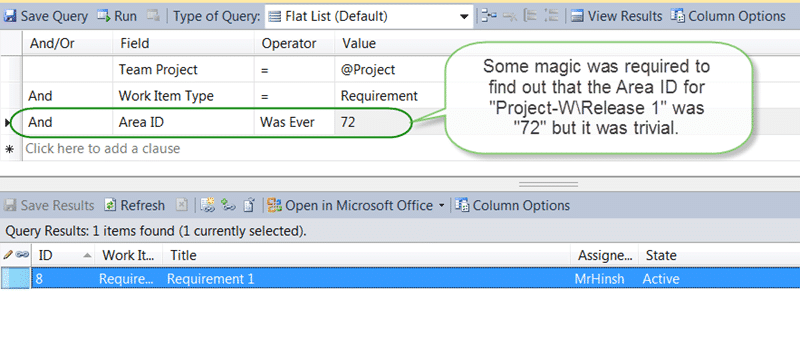 Save Query Run Type of Query: Flat List (Default) View Results Column Options
And/Or Field Operator Value
Team Project = @Project
And Work Item Type = Requirement
And Area ID Was Ever 72
Click here to add a clause
Some magic was required to
find out that the Area ID for
"Project-W\Release 1" was
"72" but it was trivial.
Save Results Refresh Open in Microsoft Office Column Options
Query Results: 1 items found (1 currently selected).
ID Work It... Title Assigne... State
8 Require... Requirement 1 MrHinsh Active